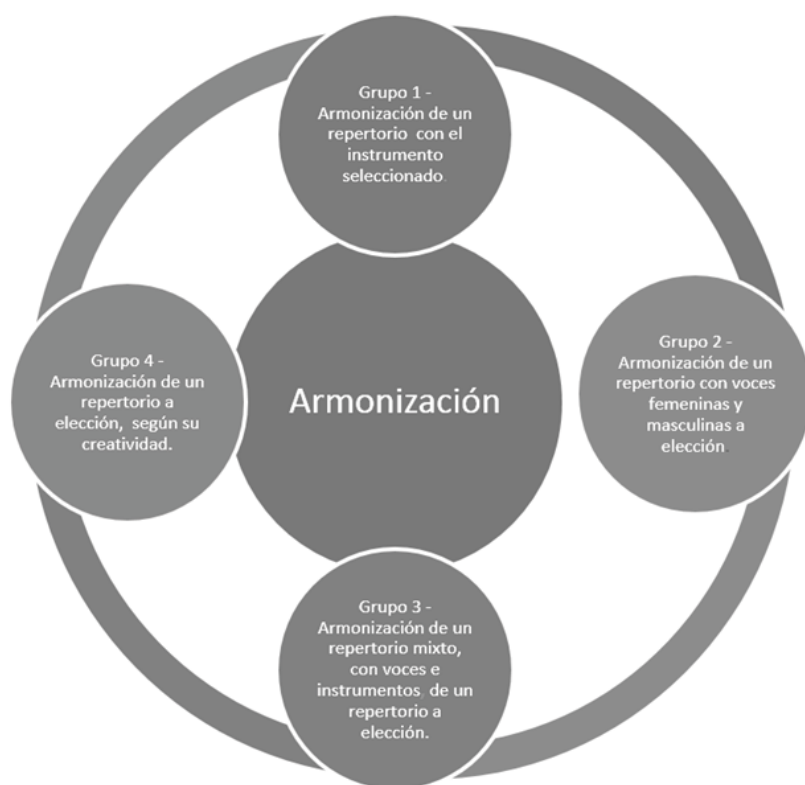 Grupo 1 -
Armonización de un
repertorio con el
instrumento
seleccionado.
Armonización
Grupo 2 -
Armonización de un
repertorio con voces
femeninas y
masculinas a
elección.
Grupo 3 -
Armonización de un
repertorio mixto,
con voces e
instrumentos, de un
repertorio a
elección.
Grupo 4 -
Armonización de un
repertorio a
elección, según su
creatividad.